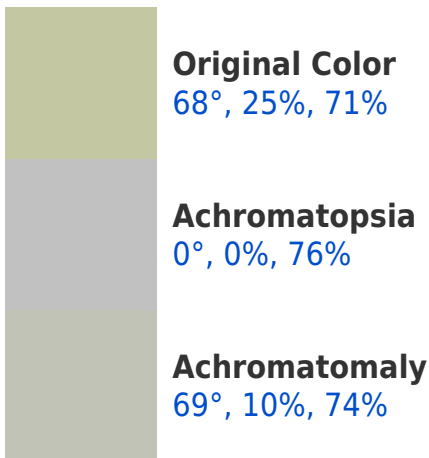 Original Color
68°, 25%, 71%
Achromatopsia
0°, 0%, 76%
Achromatomaly
69°, 10%, 74%